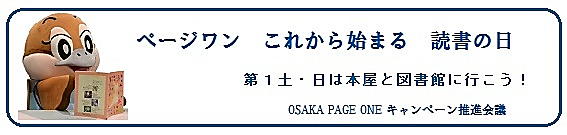 ページワン　これから始まる　読書の日
第１土・日は本屋と図書館に行こう！
OSAKA PAGE ONE キャンペーン推進会議